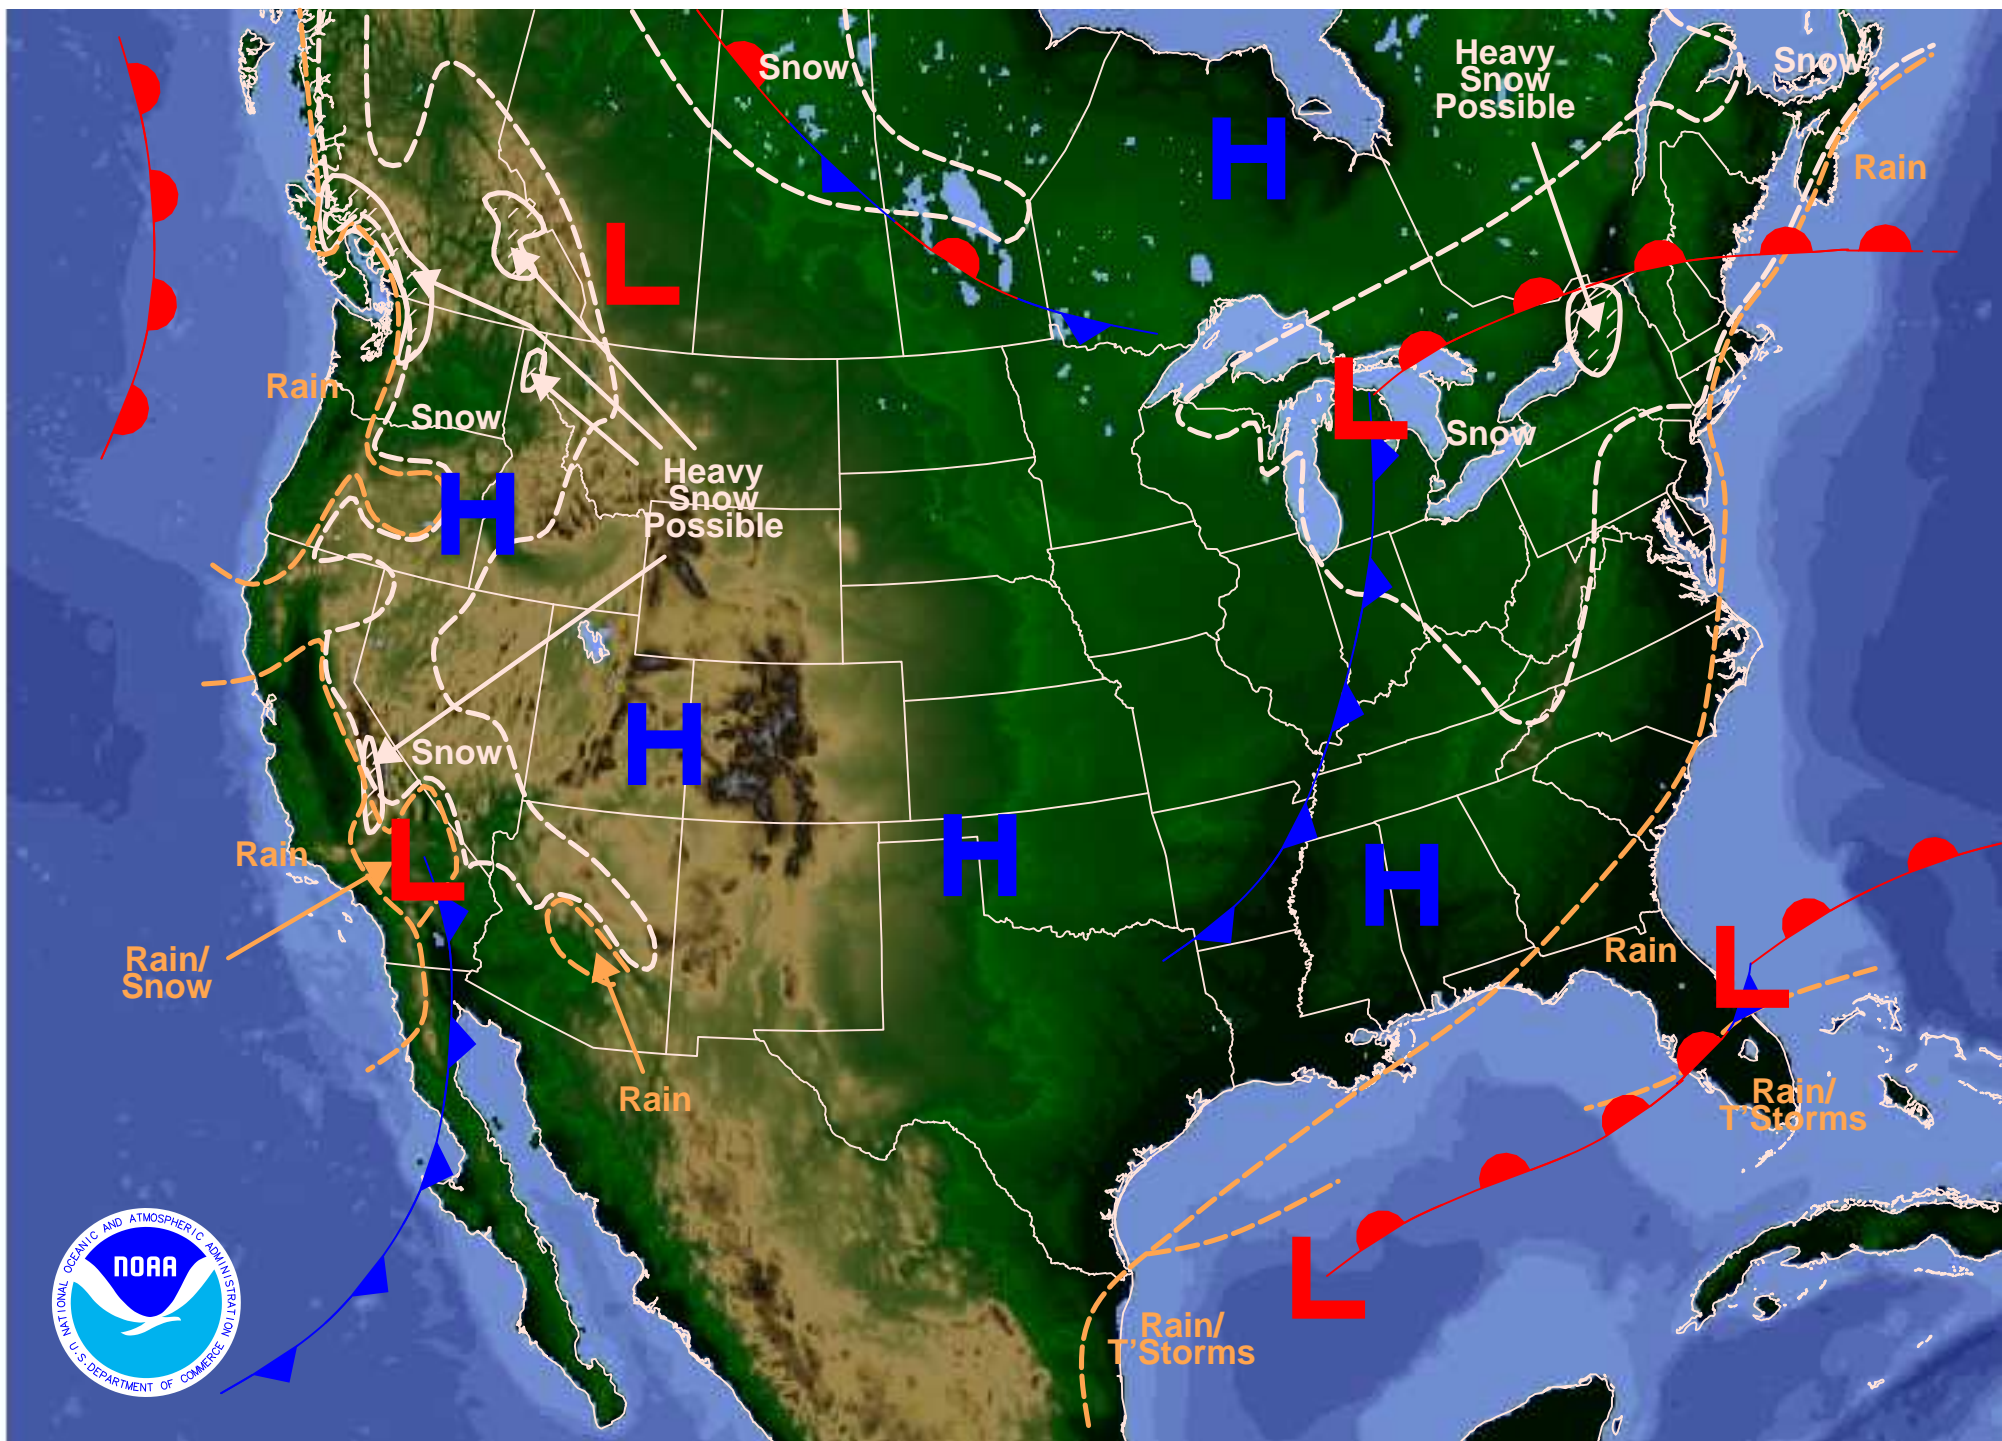 Snow
Heavy
Snow
Possible
Snow
H
Rain
L
Rain
Snow
L
Snow
Heavy
Snow
Possible
H
H
Snow
Rain
L
H
H
Rain/
Snow
Rain
L
Rain
Rain/
T'Storms
L
Rain/
T'Storms
NATIONAL OCEANIC AND ATMOSPHERIC ADMINISTRATION
NOAA
U.S. DEPARTMENT OF COMMERCE